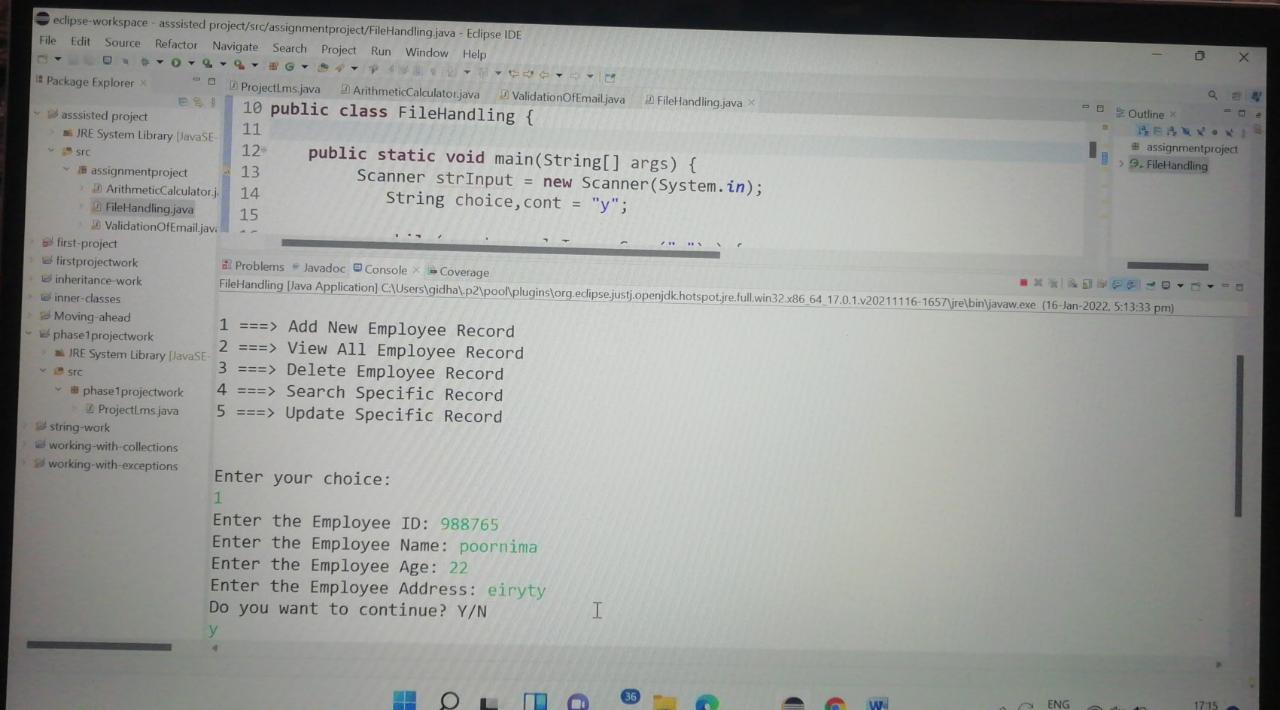 eclipse-workspace - asssisted project/src/assignmentproject/FileHandling.java - Eclipse IDE
File Edit Source Refactor Navigate Search Project Run Window Help
Package Explorer
asssisted project
JRE System Library [JavaSE-
src
assignmentproject
ArithmeticCalculator.j
FileHandling.java
ValidationOfEmail.java
first-project
firstprojectwork
inheritance-work
inner-classes
Moving-ahead
phase1projectwork
JRE System Library [JavaSE-
src
phase1projectwork
ProjectLms.java
string-work
working-with-collections
working-with-exceptions
ProjectLms.java ArithmeticCalculator.java ValidationOfEmail.java FileHandling.java
10 public class FileHandling {
11
12 public static void main(String[] args) {
13 Scanner strInput = new Scanner(System.in);
14 String choice,cont = "y";
15
Outline
assignmentproject
FileHandling
Problems Javadoc Console Coverage
FileHandling [Java Application] C:\Users\gidha\.p2\pool\plugins\org.eclipse.justj.openjdk.hotspot.jre.full.win32.x86_64_17.0.1.v20211116-1657\jre\bin\javaw.exe (16-Jan-2022, 5:13:33 pm)
1 ===> Add New Employee Record
2 ===> View All Employee Record
3 ===> Delete Employee Record
4 ===> Search Specific Record
5 ===> Update Specific Record
Enter your choice:
1
Enter the Employee ID: 988765
Enter the Employee Name: poornima
Enter the Employee Age: 22
Enter the Employee Address: eiryty
Do you want to continue? Y/N
y
36
W
ENG
17:15